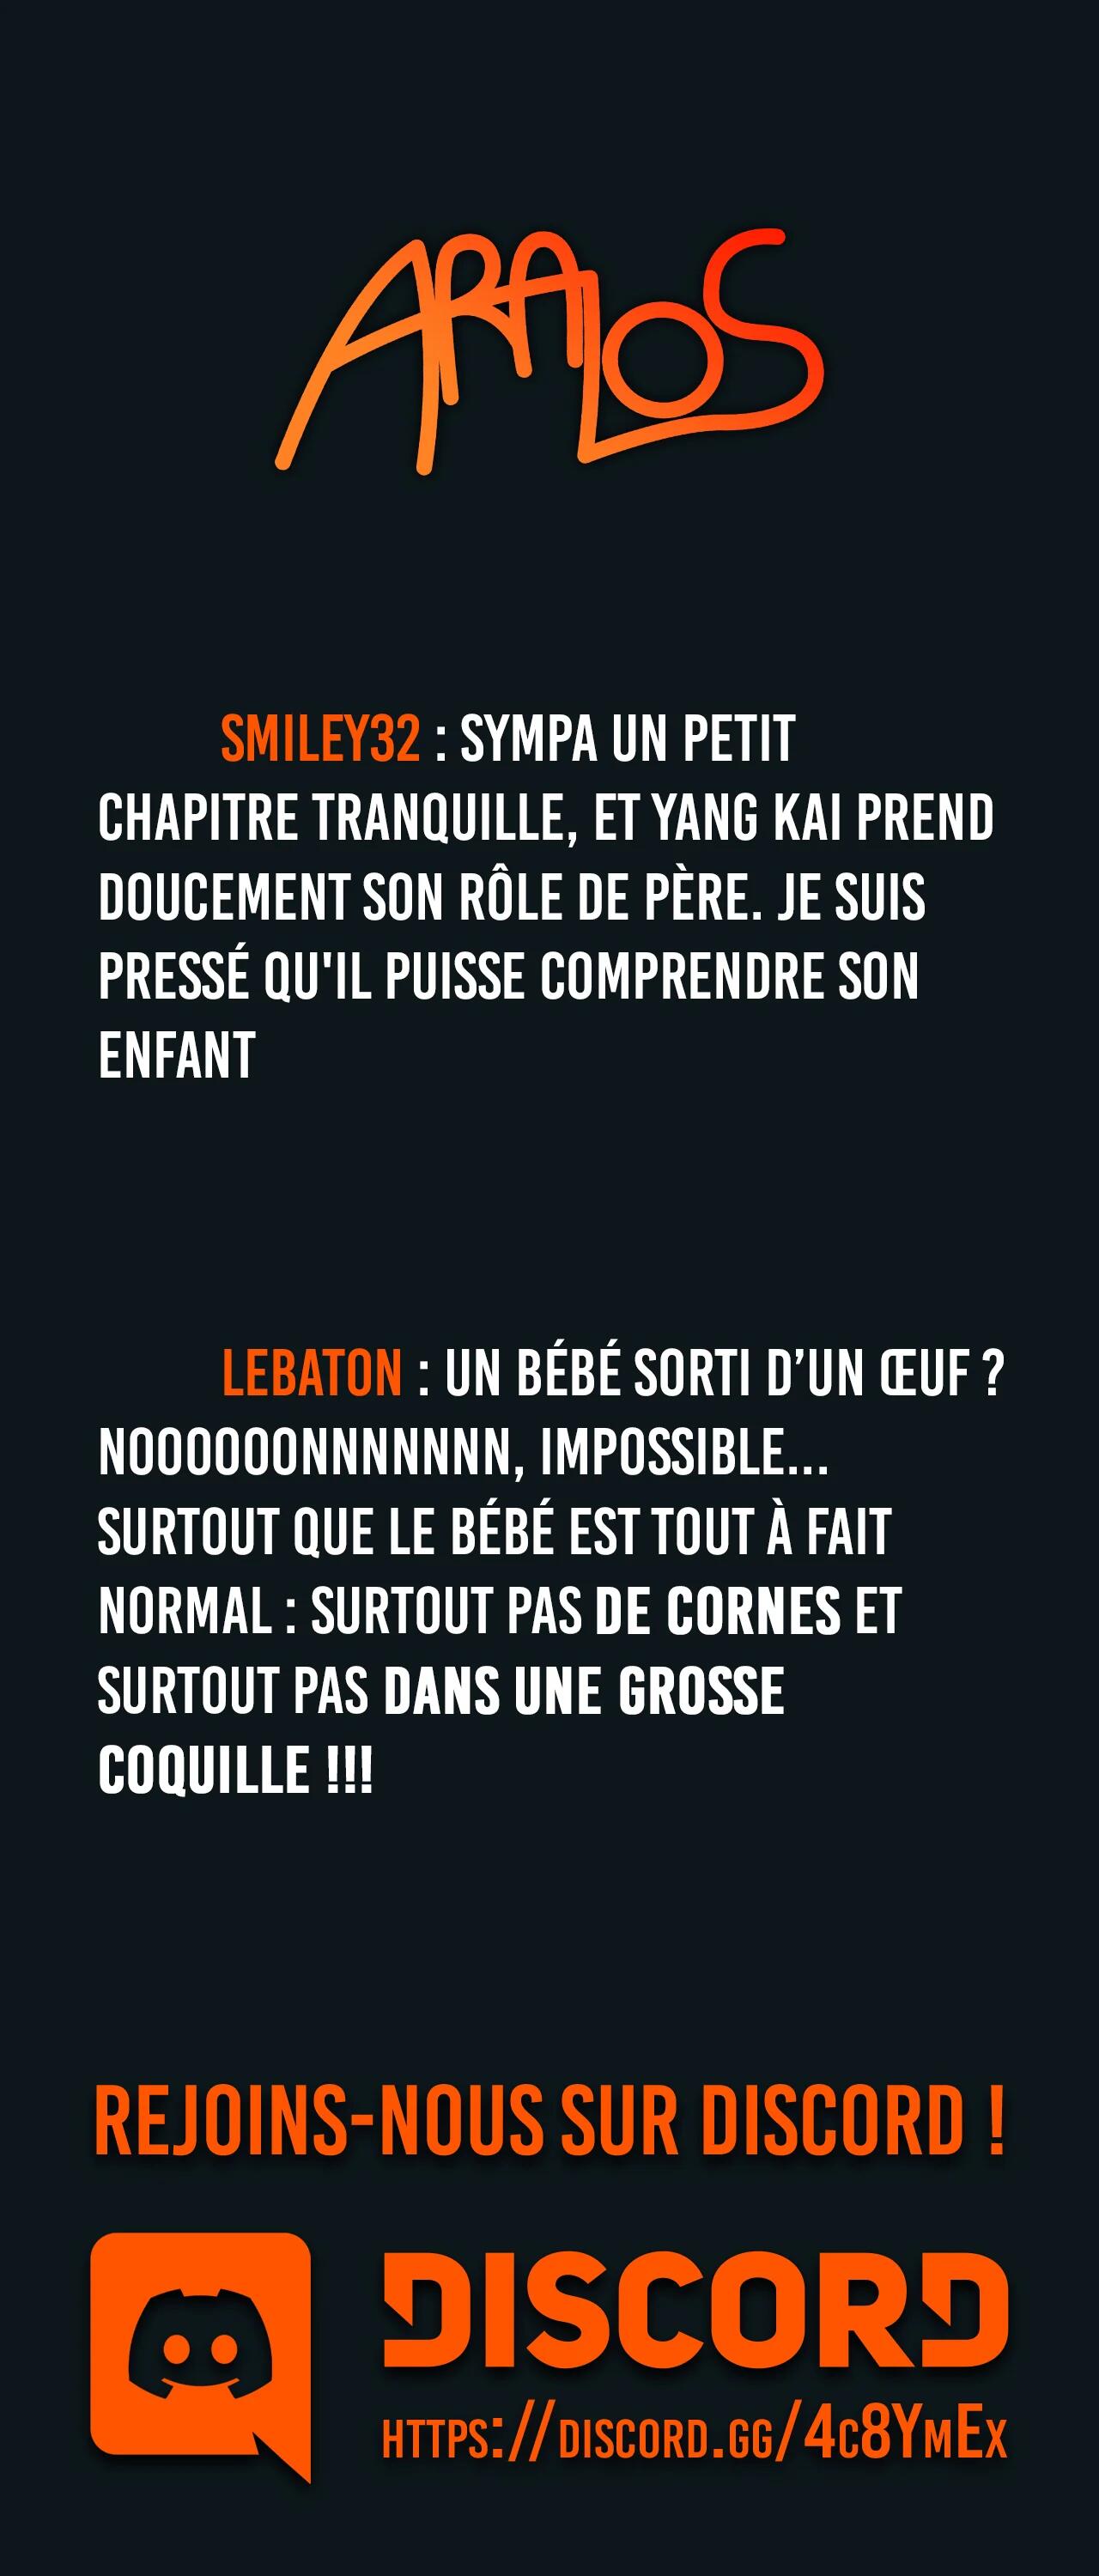 ARALOS
SMILEY32 : SYMPA UN PETIT
CHAPITRE TRANQUILLE, ET YANG KAI PREND
DOUCEMENT SON RÔLE DE PÈRE. JE SUIS
PRESSÉ QU'IL PUISSE COMPRENDRE SON
ENFANT
LEBATON : UN BÉBÉ SORTI D’UN ŒUF ?
NOOOOOONNNNNNN, IMPOSSIBLE...
SURTOUT QUE LE BÉBÉ EST TOUT À FAIT
NORMAL : SURTOUT PAS DE CORNES ET
SURTOUT PAS DANS UNE GROSSE
COQUILLE !!!
REJOINS-NOUS SUR DISCORD !
DISCORD
https://discord.gg/4c8YmEx